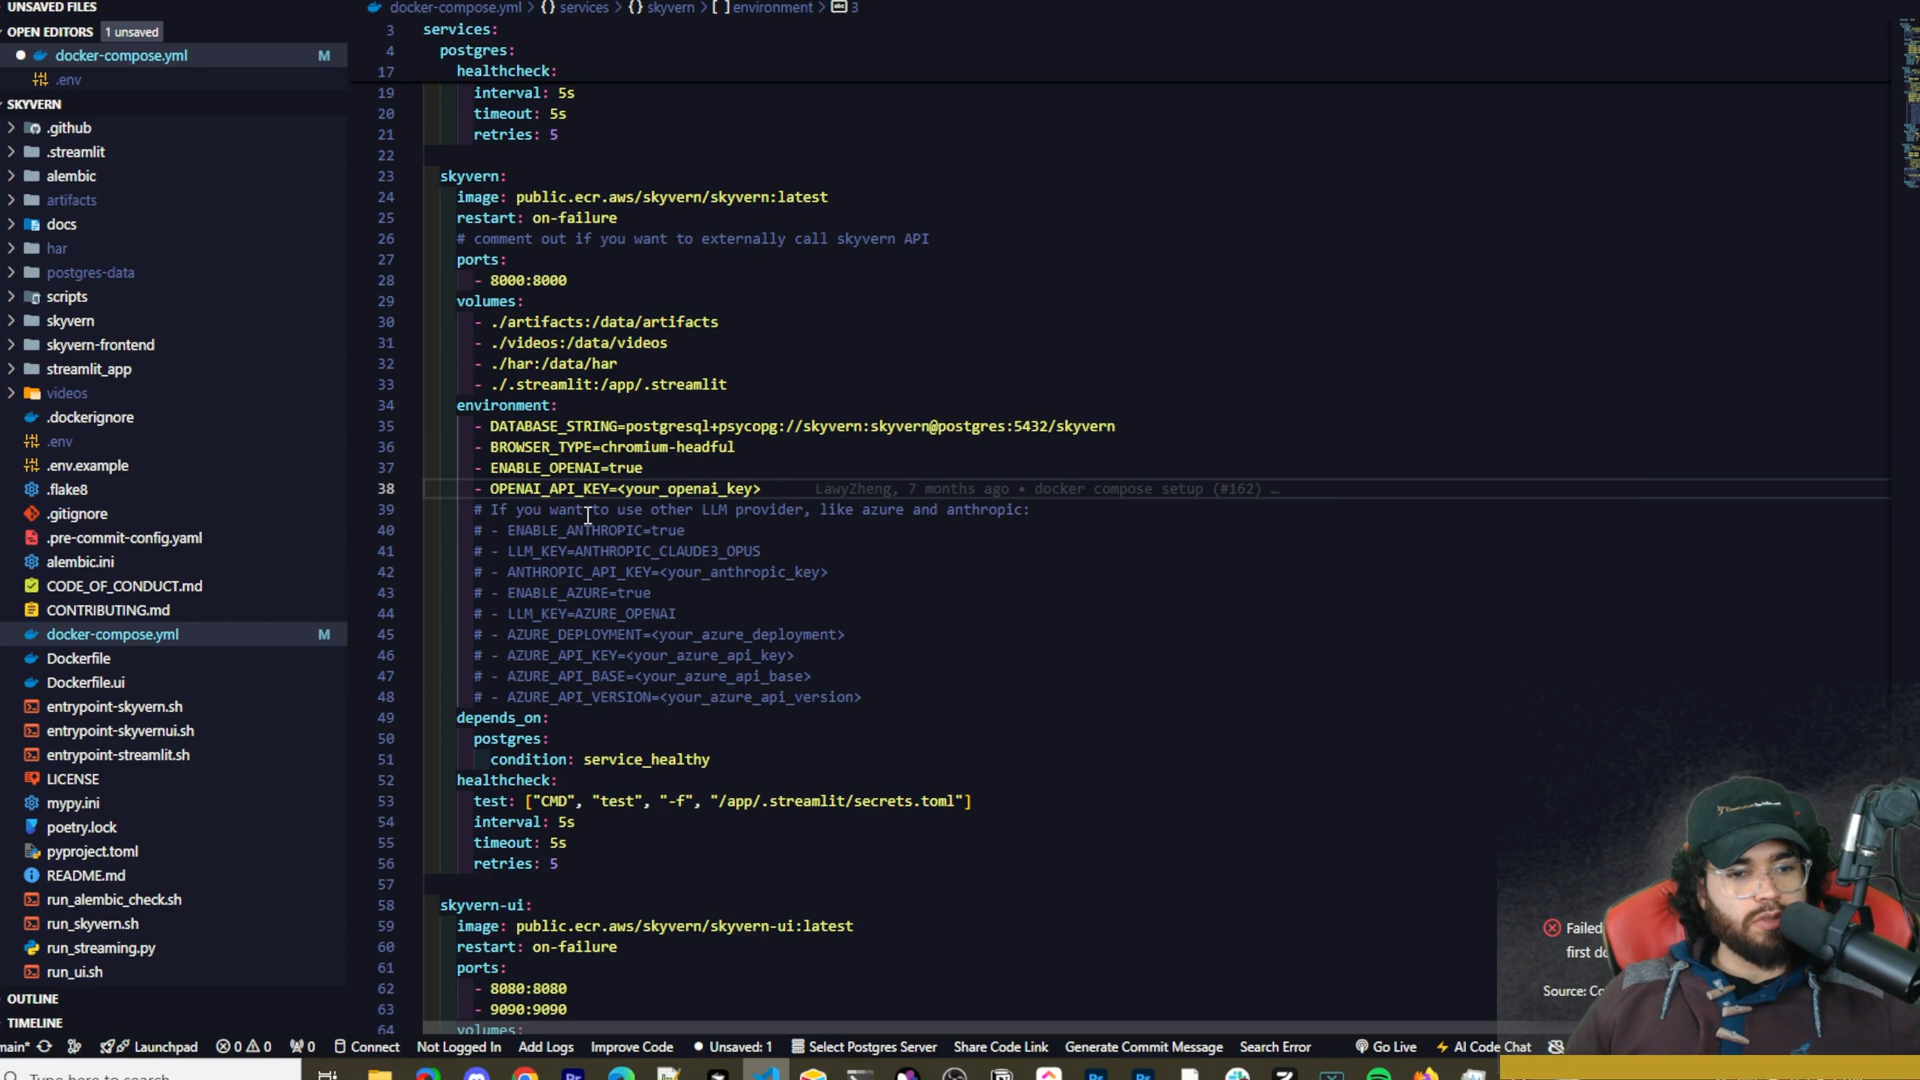 UNSAVED FILES
OPEN EDITORS 1 unsaved
docker-compose.yml M
.env
SKYVERN
.github
.streamlit
alembic
artifacts
docs
har
postgres-data
scripts
skyvern
skyvern-frontend
streamlit_app
videos
.dockerignore
.env
.env.example
.flake8
.gitignore
.pre-commit-config.yaml
alembic.ini
CODE_OF_CONDUCT.md
CONTRIBUTING.md
docker-compose.yml M
Dockerfile
Dockerfile.ui
entrypoint-skyvern.sh
entrypoint-skyvernui.sh
entrypoint-streamlit.sh
LICENSE
mypy.ini
poetry.lock
pyproject.toml
README.md
run_alembic_check.sh
run_skyvern.sh
run_streaming.py
run_ui.sh
OUTLINE
TIMELINE
docker-compose.yml > {} services > {} skyvern > [ ] environment > abc 3
3 services:
4 postgres:
17 healthcheck:
19 interval: 5s
20 timeout: 5s
21 retries: 5
22
23 skyvern:
24 image: public.ecr.aws/skyvern/skyvern:latest
25 restart: on-failure
26 # comment out if you want to externally call skyvern API
27 ports:
28 - 8000:8000
29 volumes:
30 - ./artifacts:/data/artifacts
31 - ./videos:/data/videos
32 - ./har:/data/har
33 - ./.streamlit:/app/.streamlit
34 environment:
35 - DATABASE_STRING=postgresql+psycopg://skyvern:skyvern@postgres:5432/skyvern
36 - BROWSER_TYPE=chromium-headful
37 - ENABLE_OPENAI=true
38 - OPENAI_API_KEY=<your_openai_key> LawyZheng, 7 months ago • docker compose setup (#162) …
39 # If you want to use other LLM provider, like azure and anthropic:
40 # - ENABLE_ANTHROPIC=true
41 # - LLM_KEY=ANTHROPIC_CLAUDE3_OPUS
42 # - ANTHROPIC_API_KEY=<your_anthropic_key>
43 # - ENABLE_AZURE=true
44 # - LLM_KEY=AZURE_OPENAI
45 # - AZURE_DEPLOYMENT=<your_azure_deployment>
46 # - AZURE_API_KEY=<your_azure_api_key>
47 # - AZURE_API_BASE=<your_azure_api_base>
48 # - AZURE_API_VERSION=<your_azure_api_version>
49 depends_on:
50 postgres:
51 condition: service_healthy
52 healthcheck:
53 test: ["CMD", "test", "-f", "/app/.streamlit/secrets.toml"]
54 interval: 5s
55 timeout: 5s
56 retries: 5
57
58 skyvern-ui:
59 image: public.ecr.aws/skyvern/skyvern-ui:latest
60 restart: on-failure
61 ports:
62 - 8080:8080
63 - 9090:9090
64 volumes:
Failed
first do
Source: Co
main* Launchpad 0 0 0 Connect Not Logged In Add Logs Improve Code Unsaved: 1 Select Postgres Server Share Code Link Generate Commit Message Search Error Go Live AI Code Chat
Type here to search